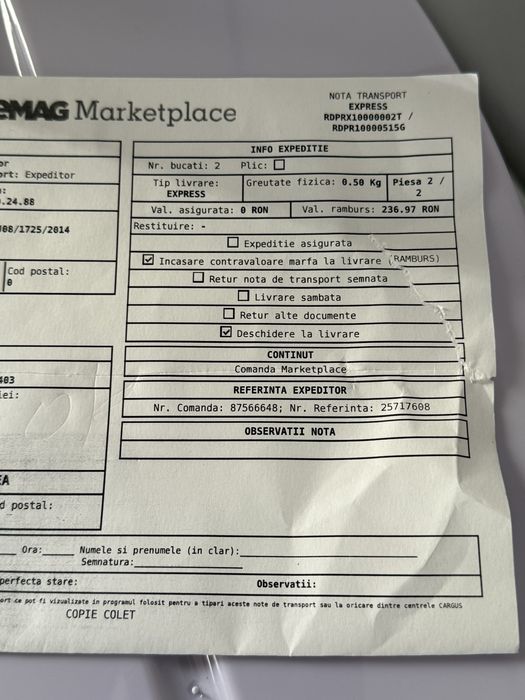 eMAG Marketplace
NOTA TRANSPORT
EXPRESS
RDPRX10000002T /
RDPR10000515G
INFO EXPEDITIE
Nr. bucati: 2 Plic:
Tip livrare:
EXPRESS
Greutate fizica: 0.50 Kg
Piesa 2 /
2
Val. asigurata: 0 RON
Val. ramburs: 236.97 RON
Restituire: -
Expeditie asigurata
Incasare contravaloare marfa la livrare (RAMBURS)
Retur nota de transport semnata
Livrare sambata
Retur alte documente
Deschidere la livrare
CONTINUT
Comanda Marketplace
REFERINTA EXPEDITOR
Nr. Comanda: 87566648; Nr. Referinta: 25717608
OBSERVATII NOTA
or
ort: Expeditor
.24.88
08/1725/2014
Cod postal:
0
403
iei:
EA
d postal:
Ora: Numele si prenumele (in clar):
Semnatura:
perfecta stare: Observatii:
ort ce pot fi vizualizate in programul folosit pentru a tipari aceste note de transport sau la oricare dintre centrele CARGUS
COPIE COLET